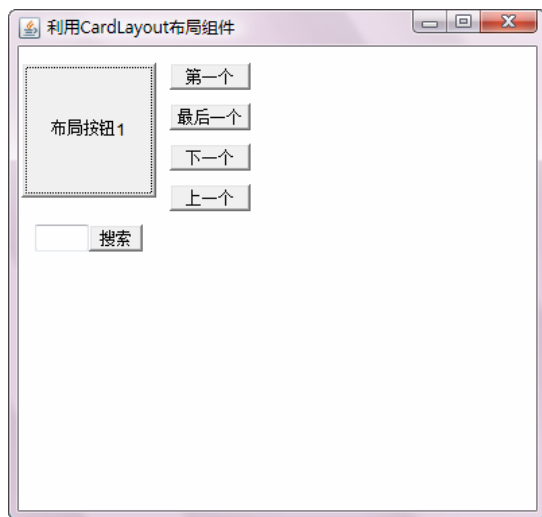 利用CardLayout布局组件
布局按钮1
第一个
最后一个
下一个
上一个
搜索